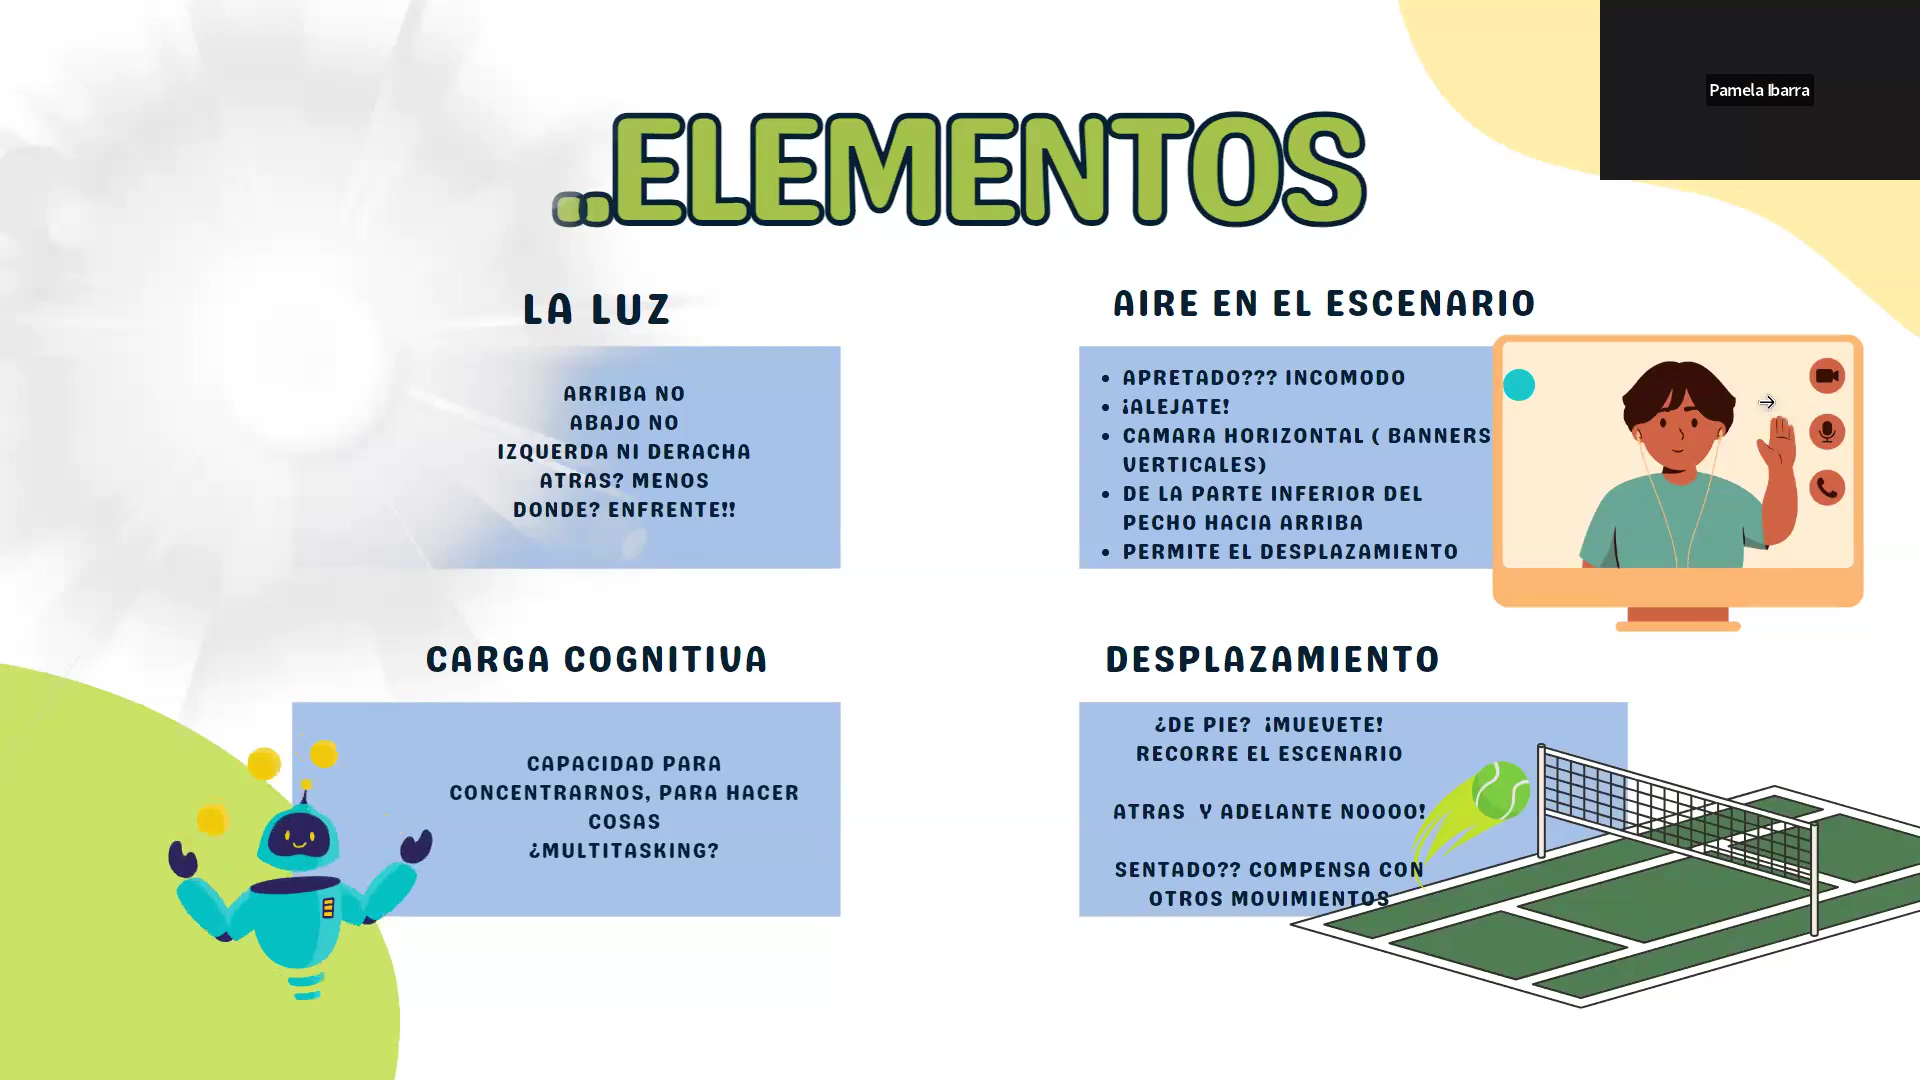 Pamela Ibarra
..ELEMENTOS
LA LUZ
ARRIBA NO
ABAJO NO
IZQUERDA NI DERACHA
ATRAS? MENOS
DONDE? ENFRENTE!!
AIRE EN EL ESCENARIO
• APRETADO??? INCOMODO
• ¡ALEJATE!
• CAMARA HORIZONTAL ( BANNERS
VERTICALES)
• DE LA PARTE INFERIOR DEL
PECHO HACIA ARRIBA
• PERMITE EL DESPLAZAMIENTO
CARGA COGNITIVA
CAPACIDAD PARA
CONCENTRARNOS, PARA HACER
COSAS
¿MULTITASKING?
DESPLAZAMIENTO
¿DE PIE? ¡MUEVETE!
RECORRE EL ESCENARIO
ATRAS Y ADELANTE NOOOO!
SENTADO?? COMPENSA CON
OTROS MOVIMIENTOS